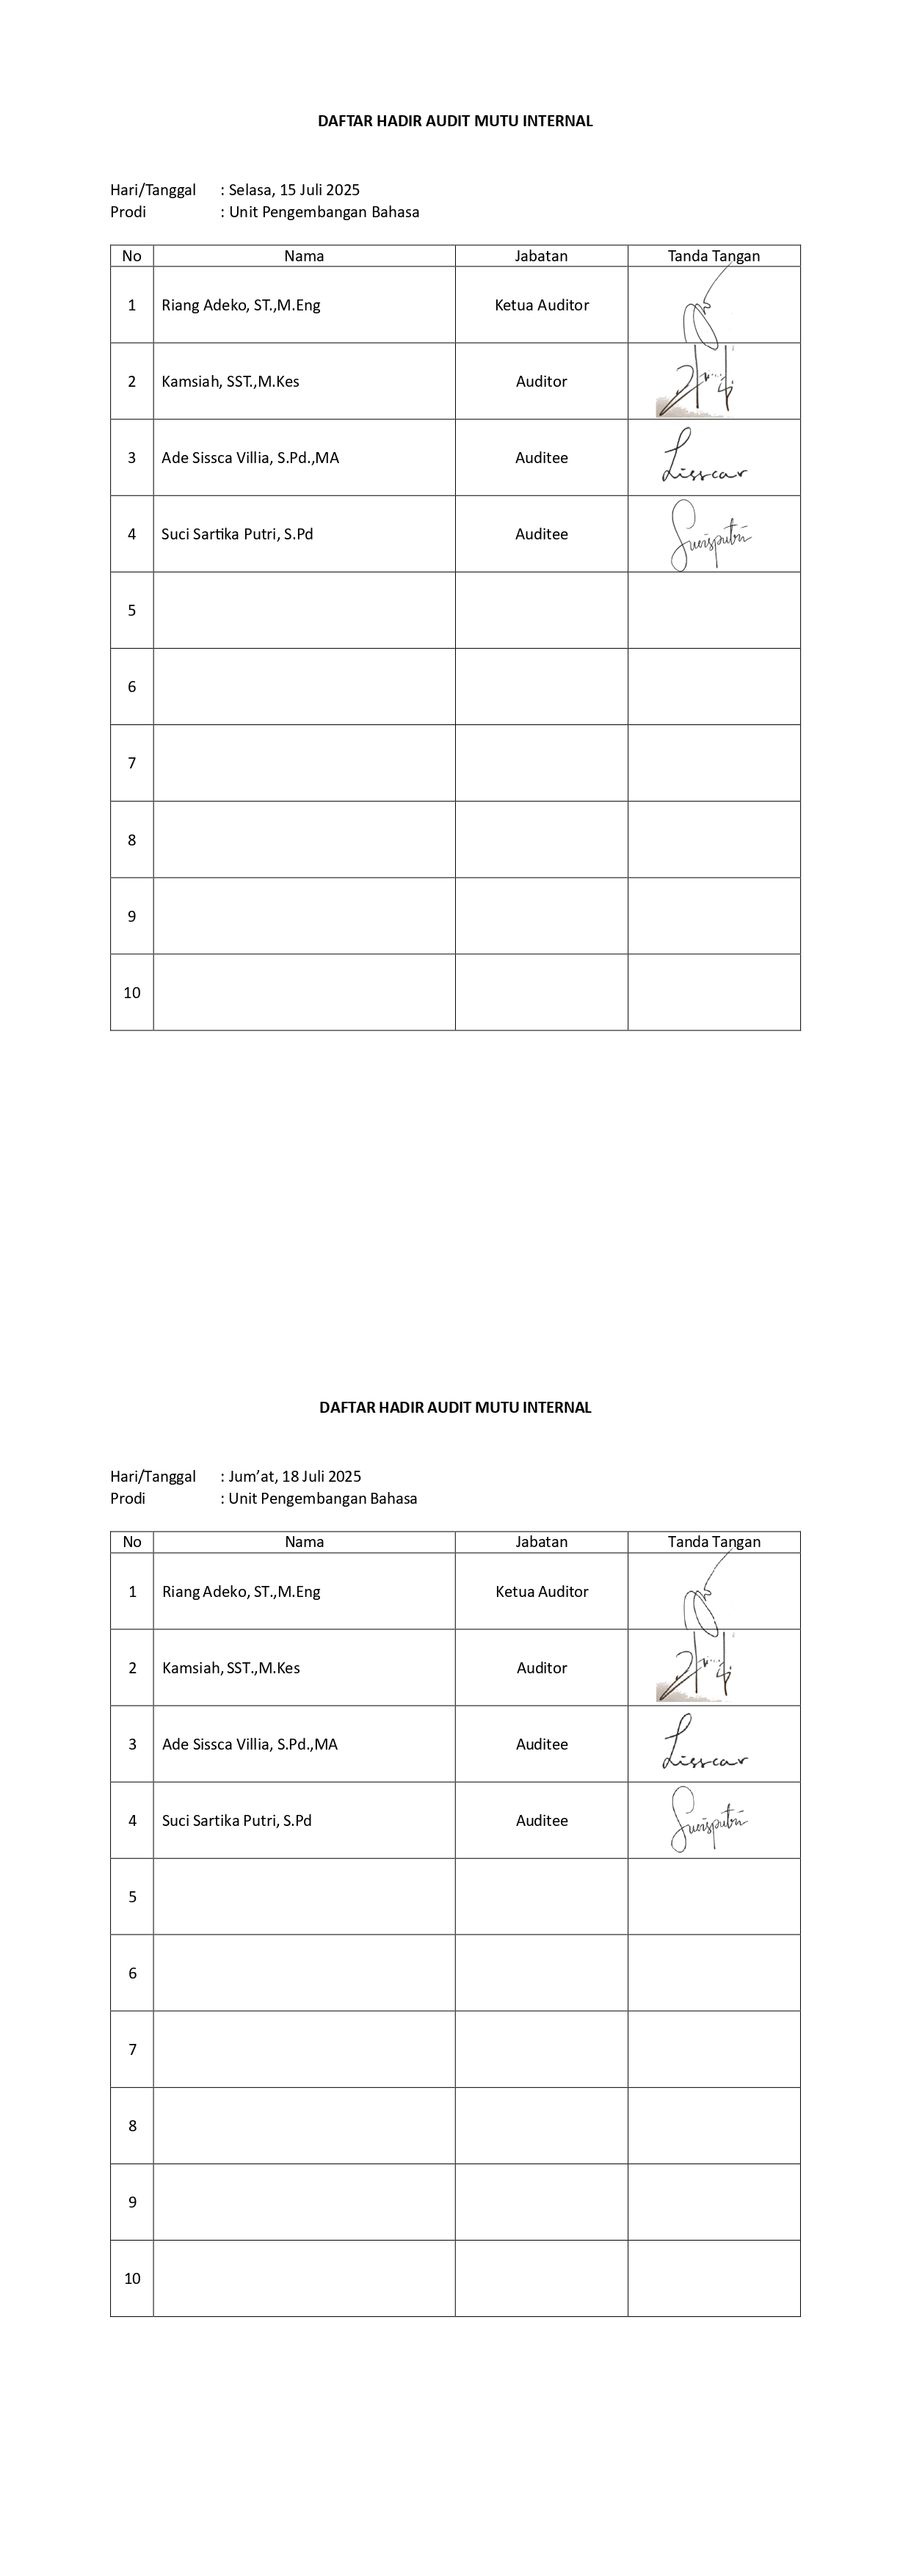 DAFTAR HADIR AUDIT MUTU INTERNAL
Hari/Tanggal : Selasa, 15 Juli 2025
Prodi : Unit Pengembangan Bahasa
No Nama Jabatan Tanda Tangan
1 Riang Adeko, ST.,M.Eng Ketua Auditor
2 Kamsiah, SST.,M.Kes Auditor
3 Ade Sissca Villia, S.Pd.,MA Auditee
4 Suci Sartika Putri, S.Pd Auditee
5
6
7
8
9
10
DAFTAR HADIR AUDIT MUTU INTERNAL
Hari/Tanggal : Jum’at, 18 Juli 2025
Prodi : Unit Pengembangan Bahasa
No Nama Jabatan Tanda Tangan
1 Riang Adeko, ST.,M.Eng Ketua Auditor
2 Kamsiah, SST.,M.Kes Auditor
3 Ade Sissca Villia, S.Pd.,MA Auditee
4 Suci Sartika Putri, S.Pd Auditee
5
6
7
8
9
10